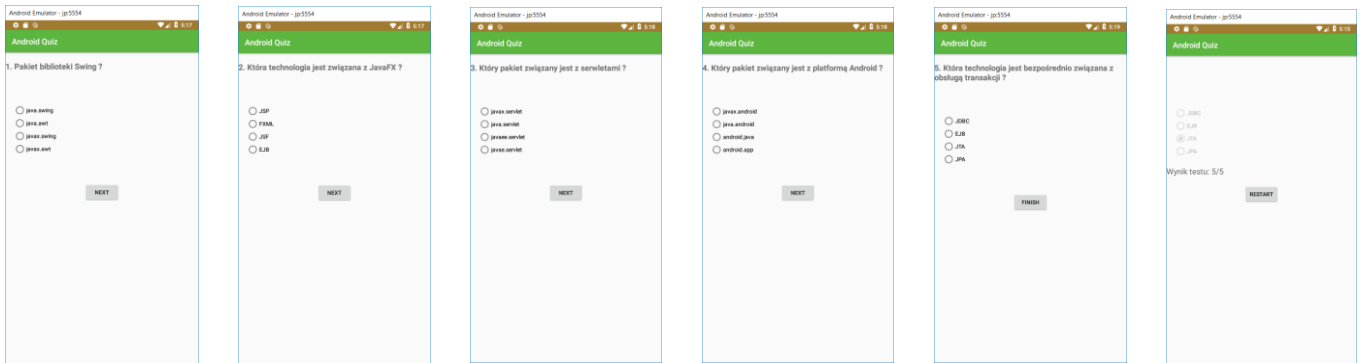 Android Emulator - jp:5554
5:17
Android Quiz
1. Pakiet biblioteki Swing ?
java.swing
java.awt
javax.swing
javax.awt
NEXT
Android Emulator - jp:5554
5:17
Android Quiz
2. Która technologia jest związana z JavaFX ?
JSP
FXML
JSF
EJB
NEXT
Android Emulator - jp:5554
5:18
Android Quiz
3. Który pakiet związany jest z serwletami ?
javax.servlet
java.servlet
javaee.servlet
javae.servlet
NEXT
Android Emulator - jp:5554
5:18
Android Quiz
4. Który pakiet związany jest z platformą Android ?
javax.android
java.android
android.java
android.app
NEXT
Android Emulator - jp:5554
5:19
Android Quiz
5. Która technologia jest bezpośrednio związana z
obsługą transakcji ?
JDBC
EJB
JTA
JPA
FINISH
Android Emulator - jp:5554
5:15
Android Quiz
JDBC
EJB
JTA
JPA
Wynik testu: 5/5
RESTART